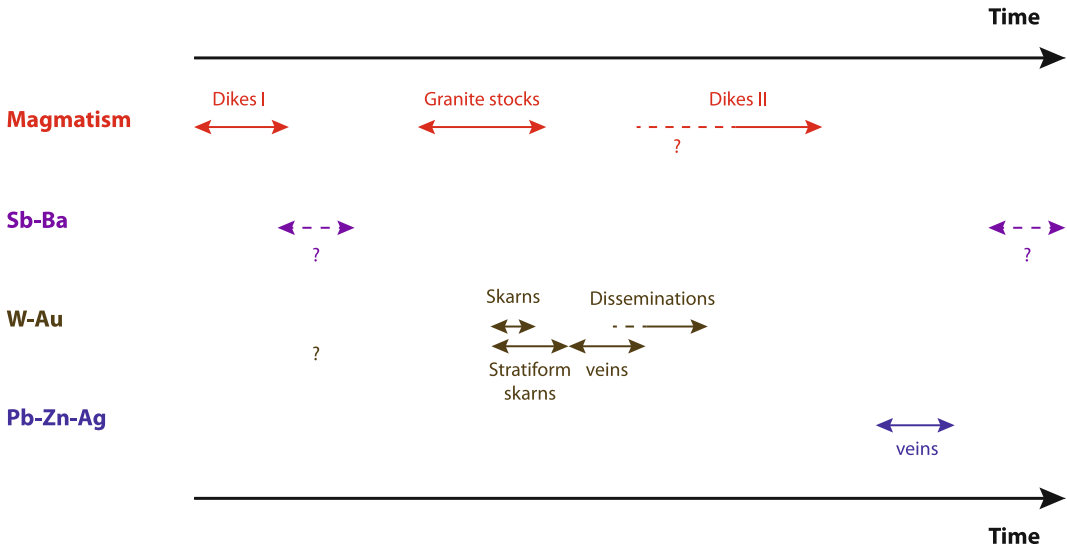 Time
Dikes I
Granite stocks
Dikes II
Magmatism
?
Sb-Ba
?
?
Skarns
Disseminations
W-Au
?
Stratiform
skarns
veins
Pb-Zn-Ag
veins
Time